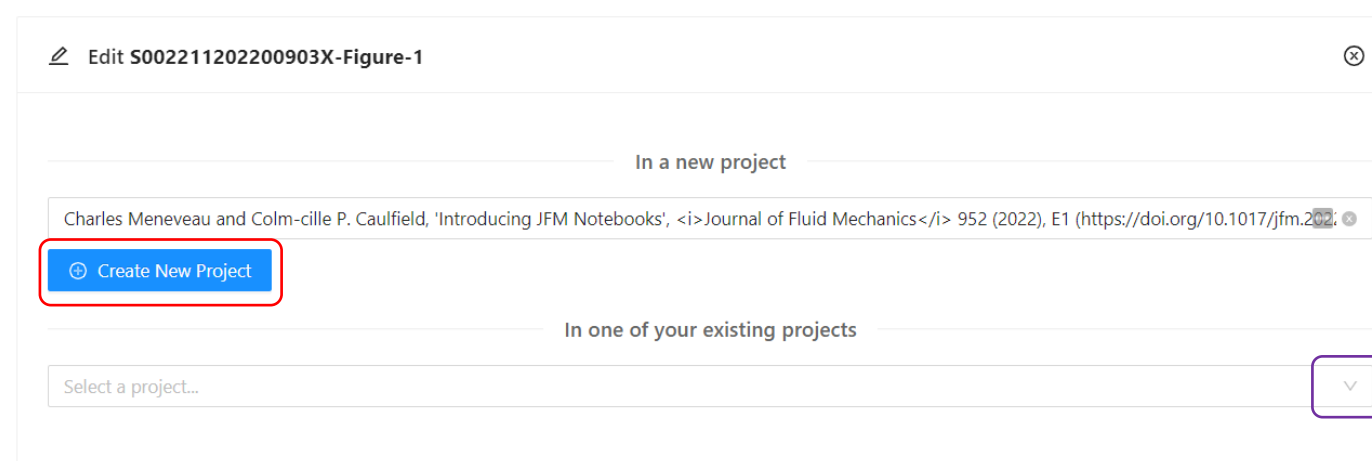 Edit S002211202200903X-Figure-1
In a new project
Charles Meneveau and Colm-cille P. Caulfield, 'Introducing JFM Notebooks', <i>Journal of Fluid Mechanics</i> 952 (2022), E1 (https://doi.org/10.1017/jfm.202
Create New Project
In one of your existing projects
Select a project...